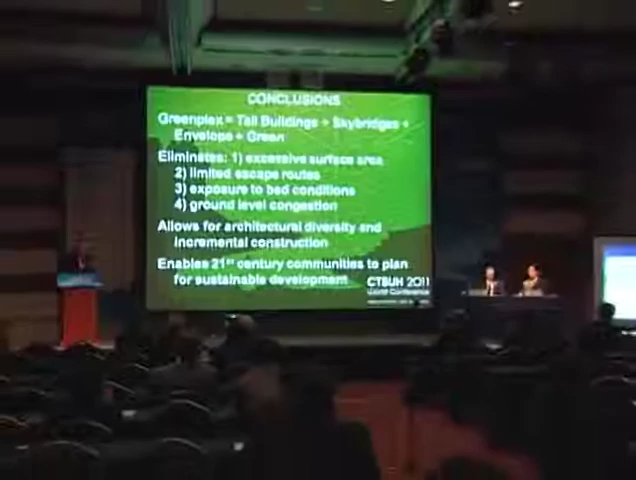 CONCLUSIONS
Greenplex = Tall Buildings + Skybridges +
Envelope + Green
Eliminates: 1) excessive surface area
2) limited escape routes
3) exposure to bad conditions
4) ground level congestion
Allows for architectural diversity and
incremental construction
Enables 21st century communities to plan
for sustainable development
CTBUH 2011
World Conference